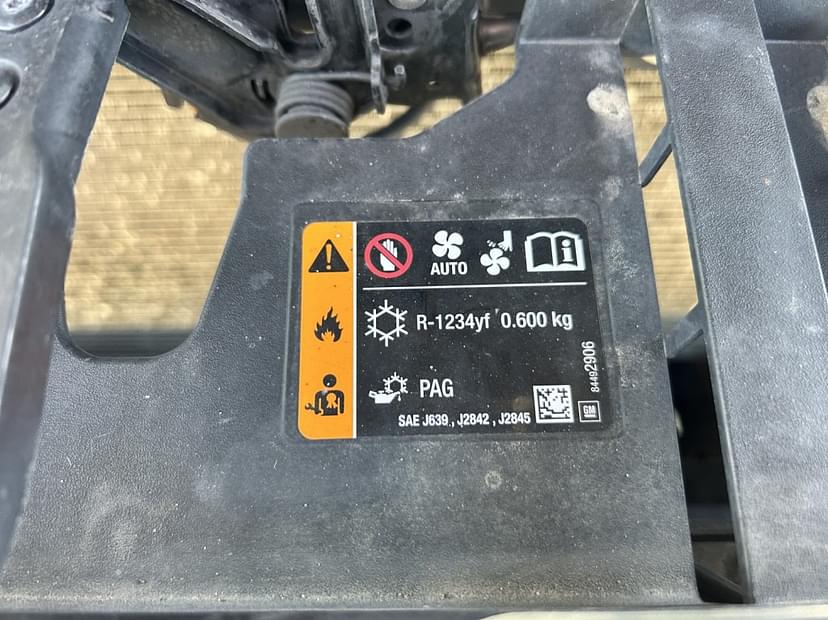 AUTO
R-1234yf 0.600 kg
PAG
SAE J639 , J2842 , J2845
84492906
GM